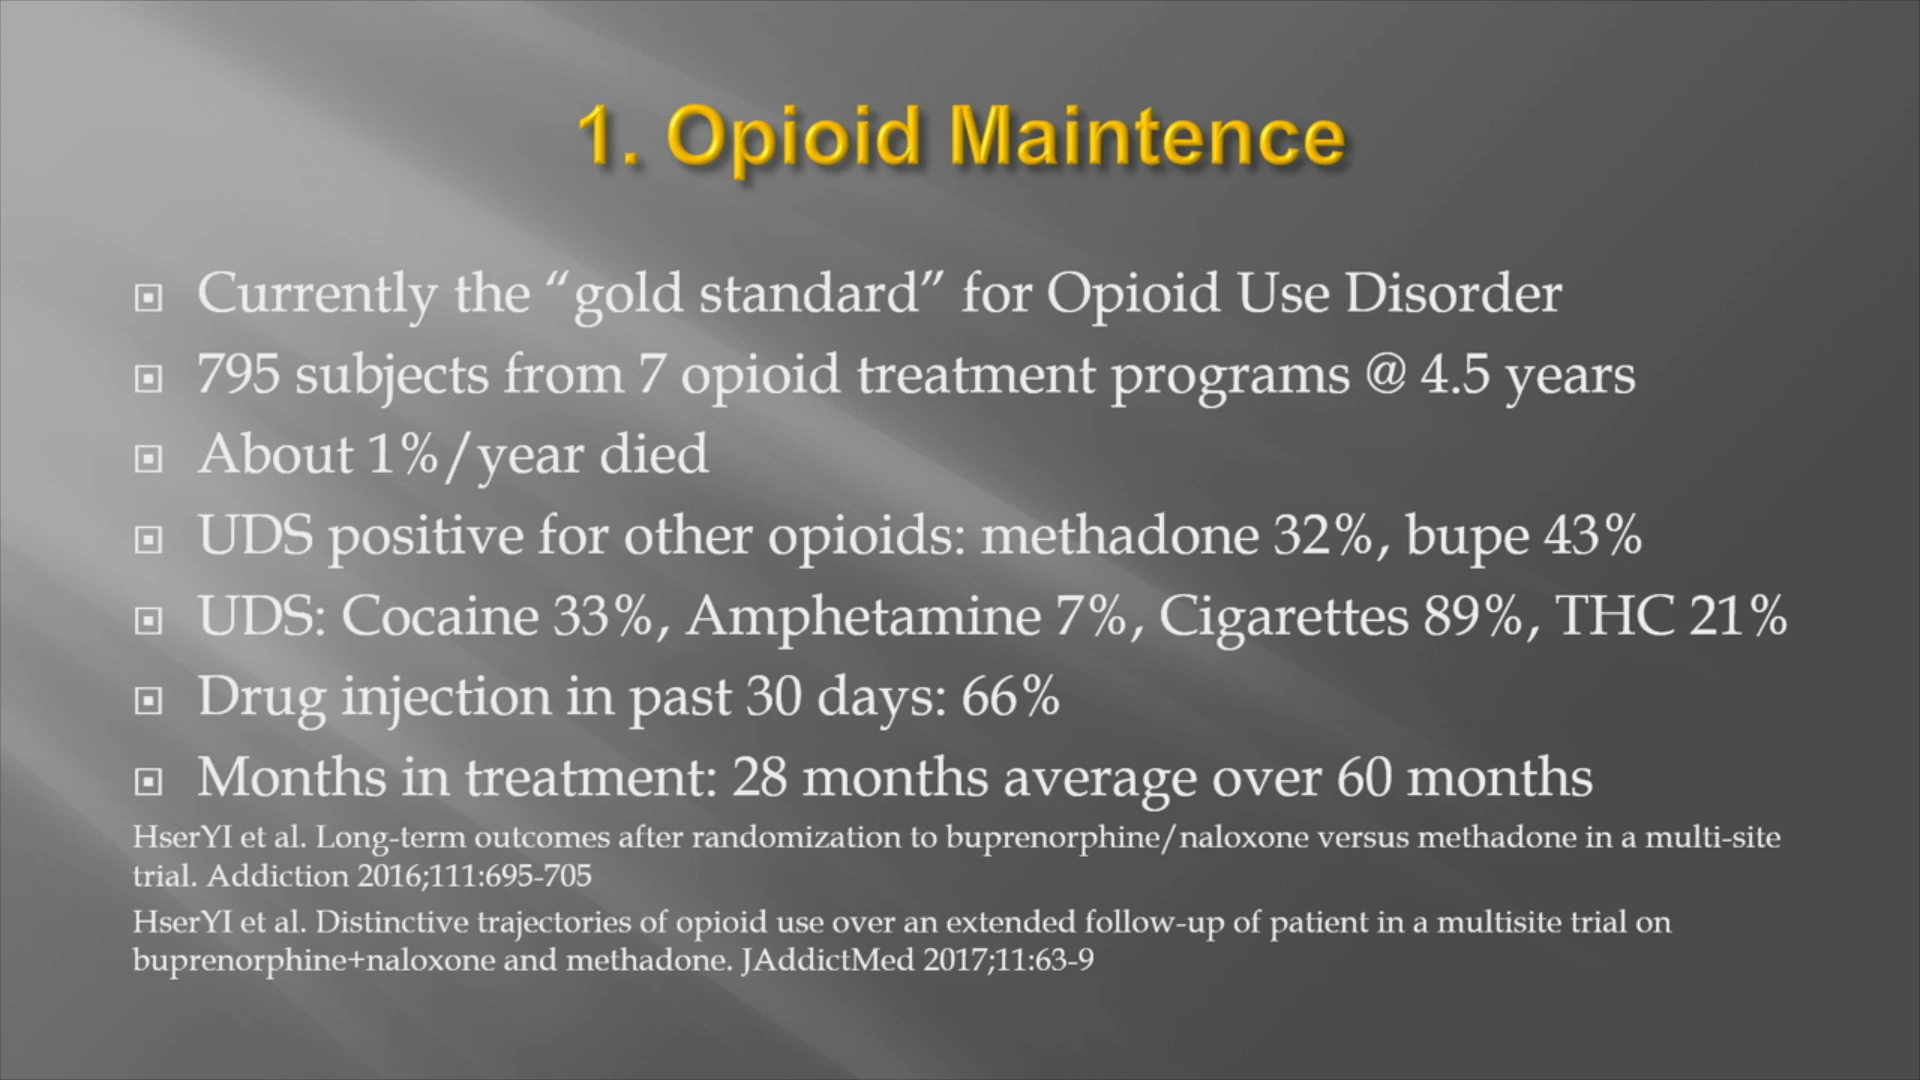 1. Opioid Maintence
Currently the “gold standard” for Opioid Use Disorder
795 subjects from 7 opioid treatment programs @ 4.5 years
About 1%/year died
UDS positive for other opioids: methadone 32%, bupe 43%
UDS: Cocaine 33%, Amphetamine 7%, Cigarettes 89%, THC 21%
Drug injection in past 30 days: 66%
Months in treatment: 28 months average over 60 months
HserYI et al. Long-term outcomes after randomization to buprenorphine/naloxone versus methadone in a multi-site
trial. Addiction 2016;111:695-705
HserYI et al. Distinctive trajectories of opioid use over an extended follow-up of patient in a multisite trial on
buprenorphine+naloxone and methadone. JAddictMed 2017;11:63-9